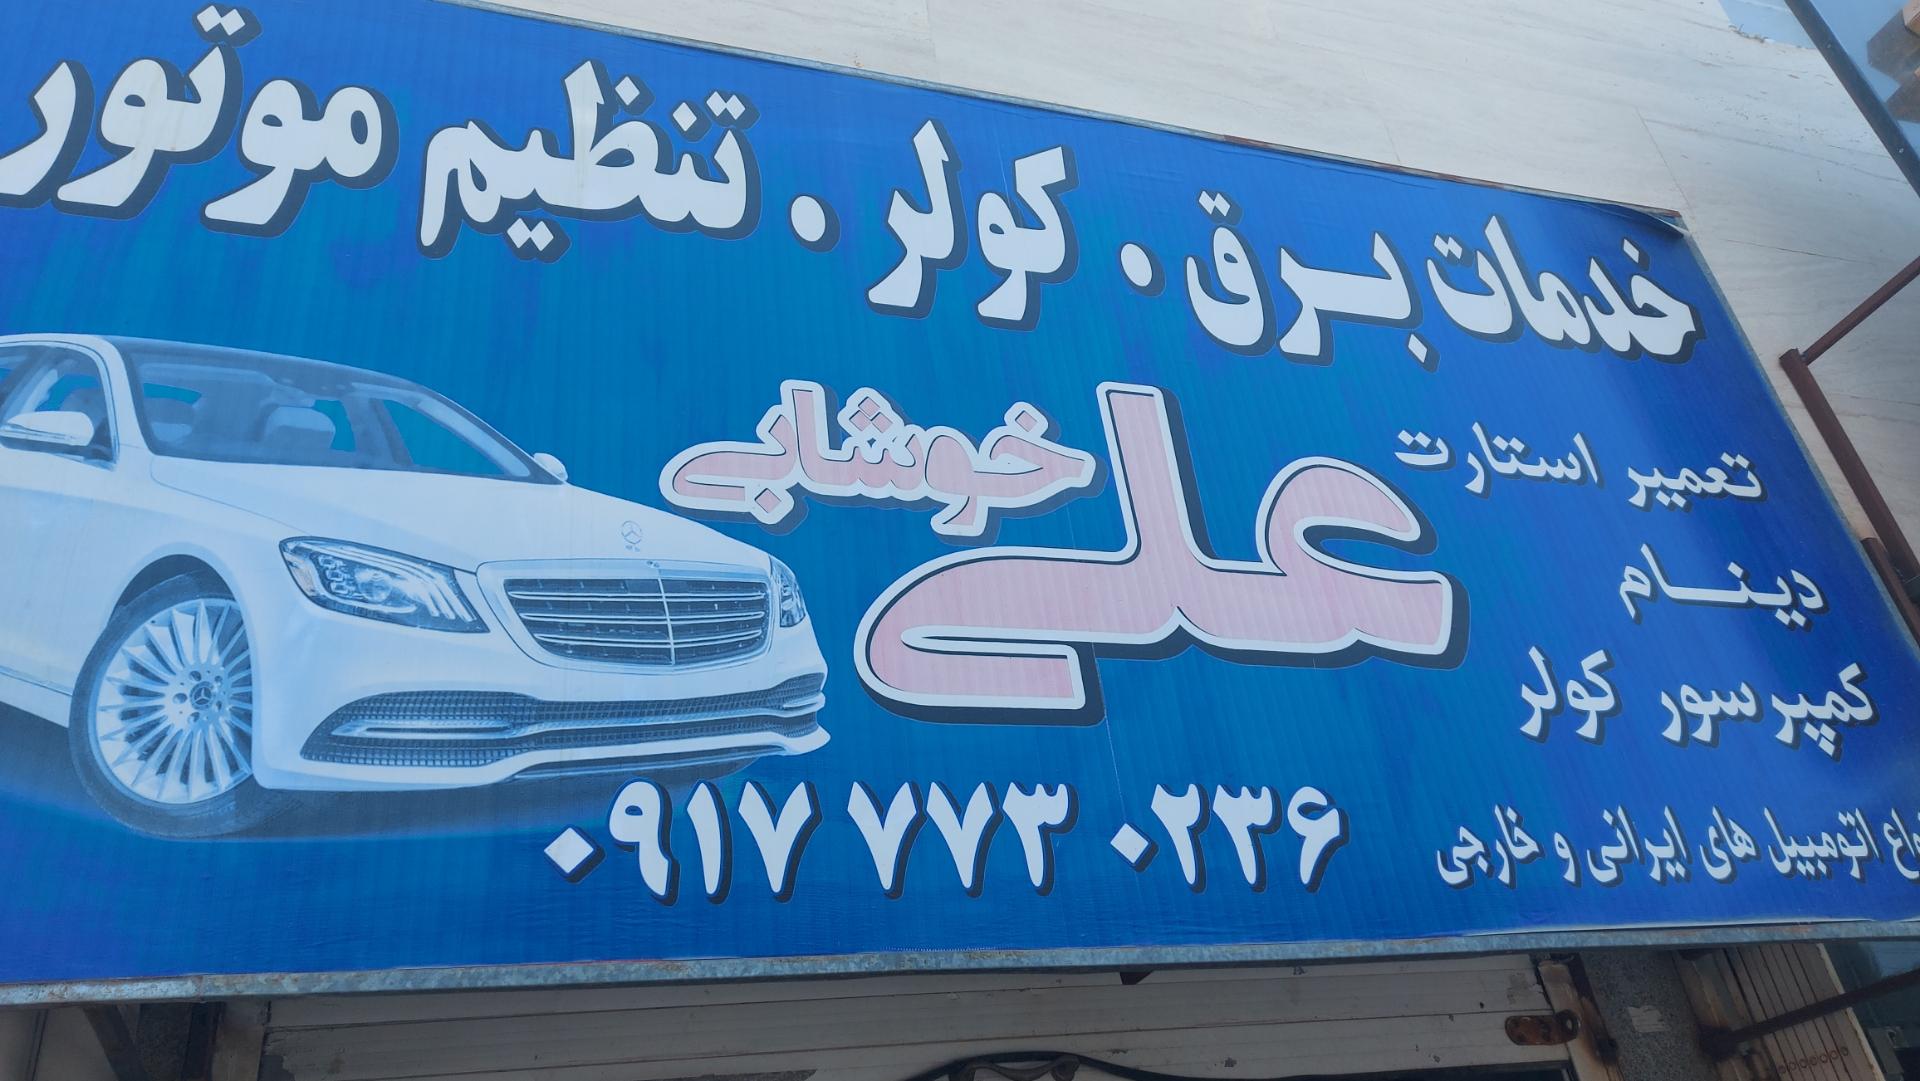 خدمات برق . کولر . تنظیم موتور
علی خوشابی
تعمیر استارت
دینام
کمپرسور کولر
اتومبیل های ایرانی و خارجی
۰۹۱۷ ۷۷۳ ۰۲۳۶